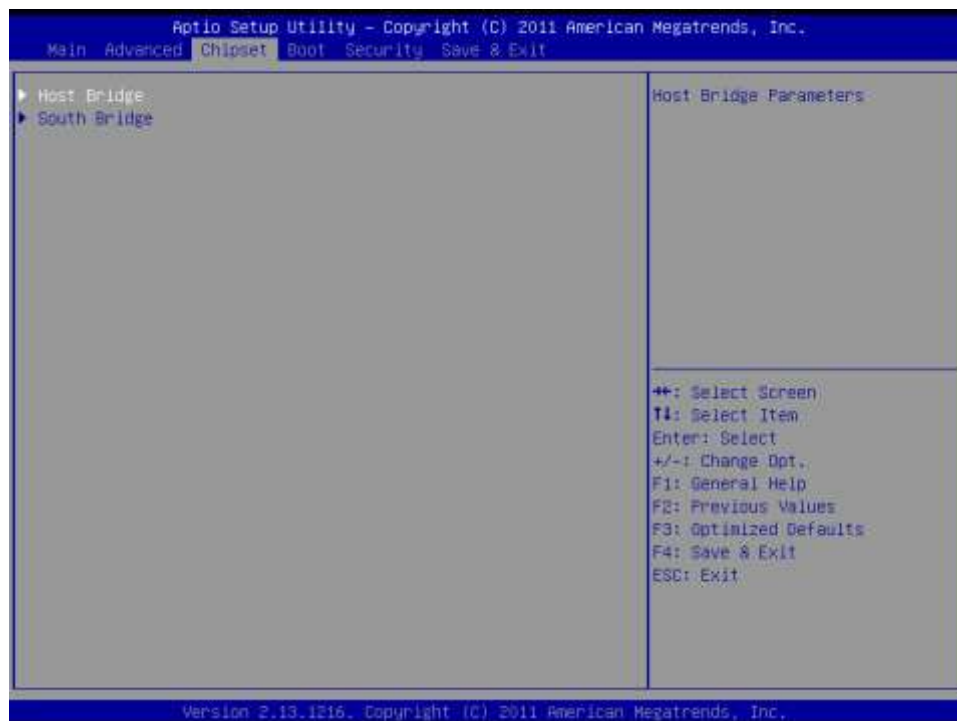 Aptio Setup Utility – Copyright (C) 2011 American Megatrends, Inc.
Main Advanced Chipset Boot Security Save & Exit
► Host Bridge
► South Bridge
Host Bridge Parameters
→←: Select Screen
↑↓: Select Item
Enter: Select
+/-: Change Opt.
F1: General Help
F2: Previous Values
F3: Optimized Defaults
F4: Save & Exit
ESC: Exit
Version 2.13.1216. Copyright (C) 2011 American Megatrends, Inc.